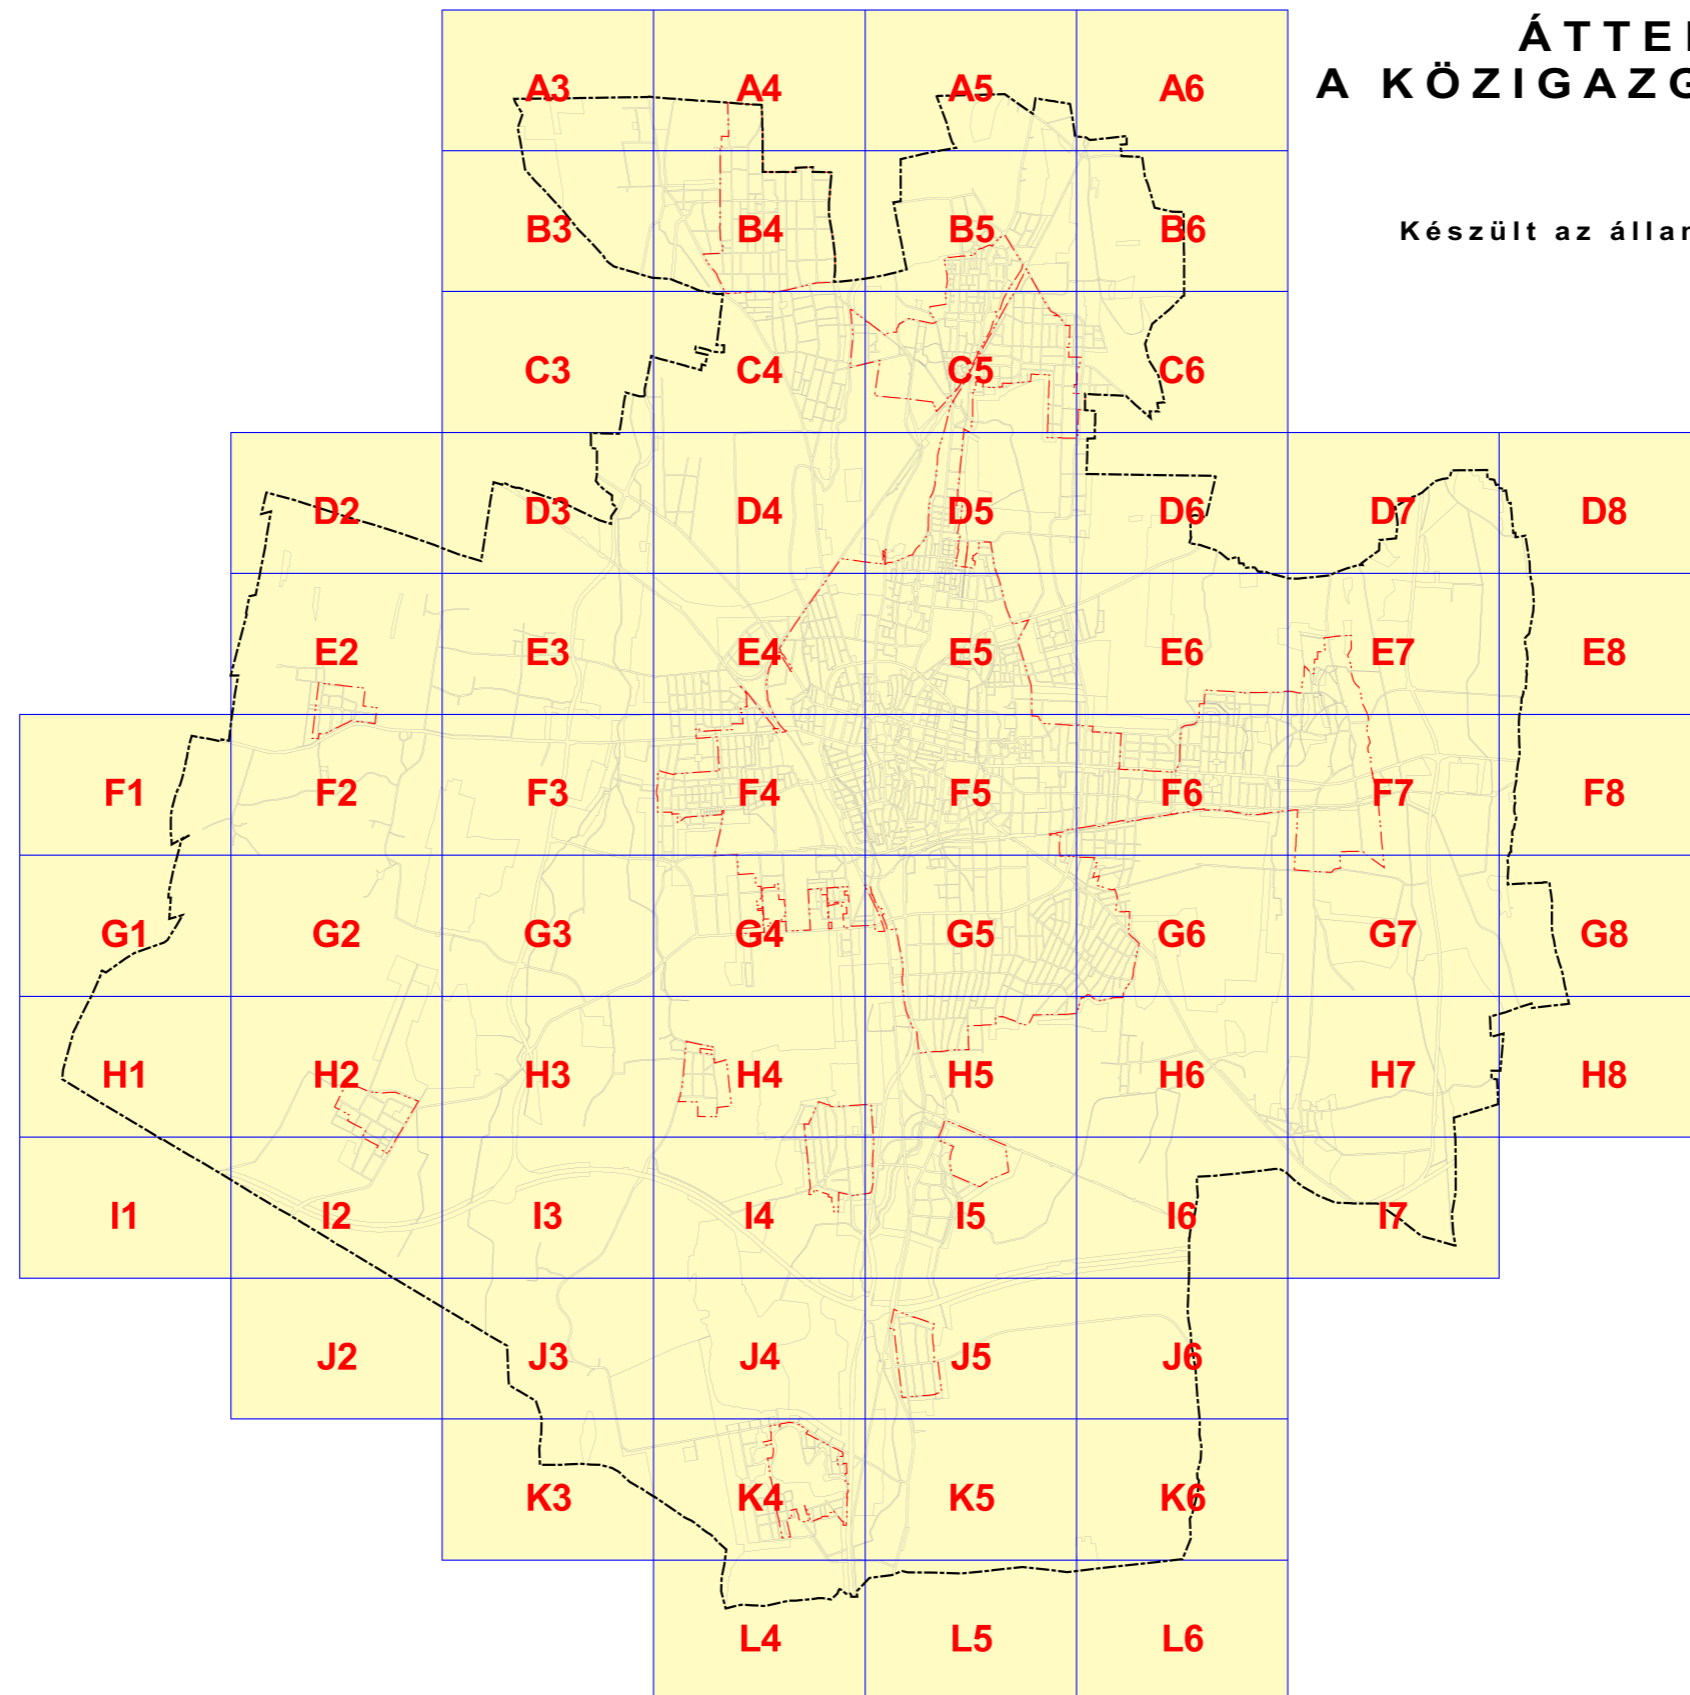 ÁTTE
A KÖZIGAZG
Készült az állam
A3 A4 A5 A6
B3 B4 B5 B6
C3 C4 C5 C6
D2 D3 D4 D5 D6 D7 D8
E2 E3 E4 E5 E6 E7 E8
F1 F2 F3 F4 F5 F6 F7 F8
G1 G2 G3 G4 G5 G6 G7 G8
H1 H2 H3 H4 H5 H6 H7 H8
I1 I2 I3 I4 I5 I6 I7
J2 J3 J4 J5 J6
K3 K4 K5 K6
L4 L5 L6